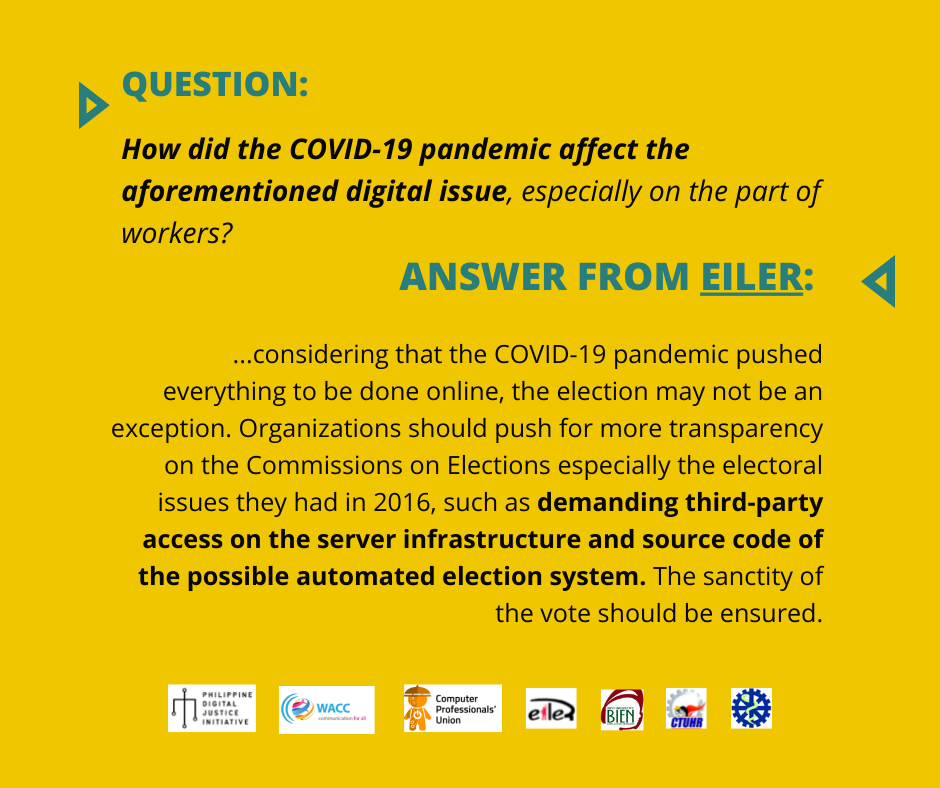 QUESTION:
How did the COVID-19 pandemic affect the
aforementioned digital issue, especially on the part of
workers?
ANSWER FROM EILER:
...considering that the COVID-19 pandemic pushed
everything to be done online, the election may not be an
exception. Organizations should push for more transparency
on the Commissions on Elections especially the electoral
issues they had in 2016, such as demanding third-party
access on the server infrastructure and source code of
the possible automated election system. The sanctity of
the vote should be ensured.
PHILIPPINE
DIGITAL
JUSTICE
INITIATIVE
WACC
communication for all
Computer
Professionals'
Union
eileR
BIEN
CTUHR